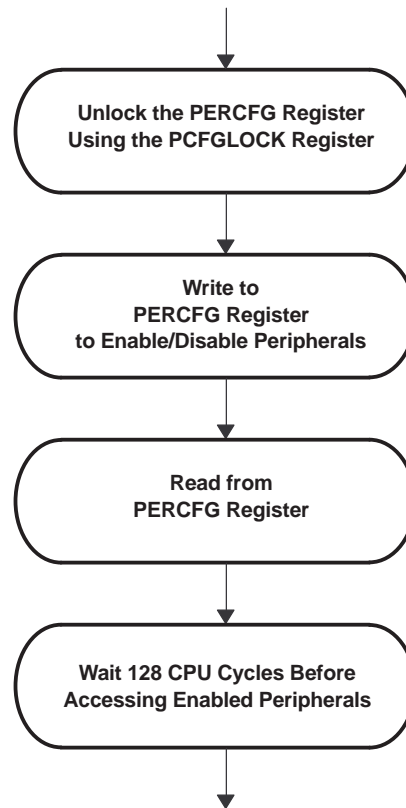 Unlock the PERCFG Register
Using the PCFGLOCK Register
Write to
PERCFG Register
to Enable/Disable Peripherals
Read from
PERCFG Register
Wait 128 CPU Cycles Before
Accessing Enabled Peripherals